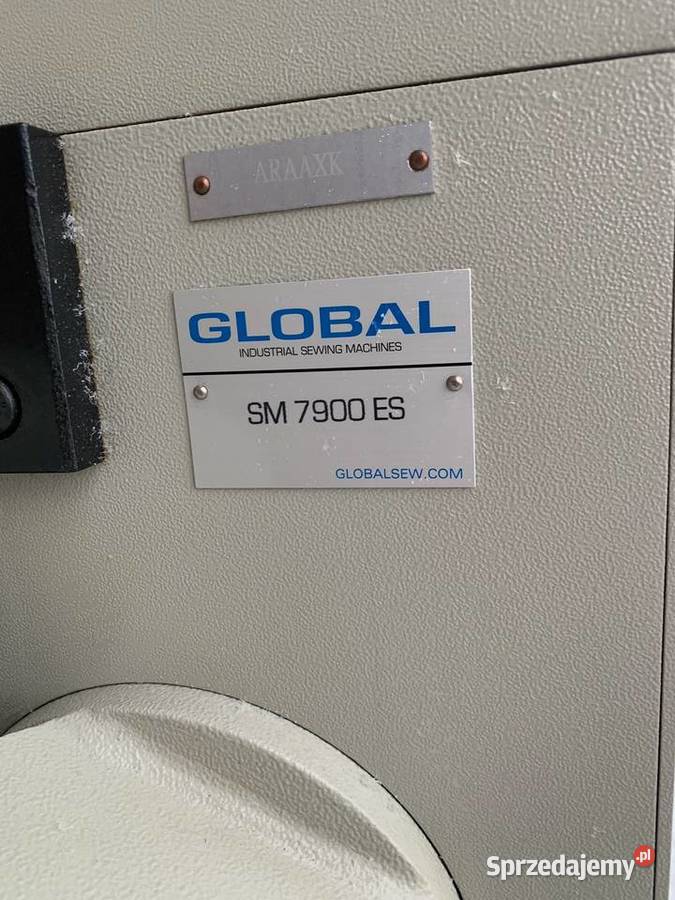 ARAAXK
GLOBAL
INDUSTRIAL SEWING MACHINES
SM 7900 ES
GLOBALSEW.COM
Sprzedajemy.pl